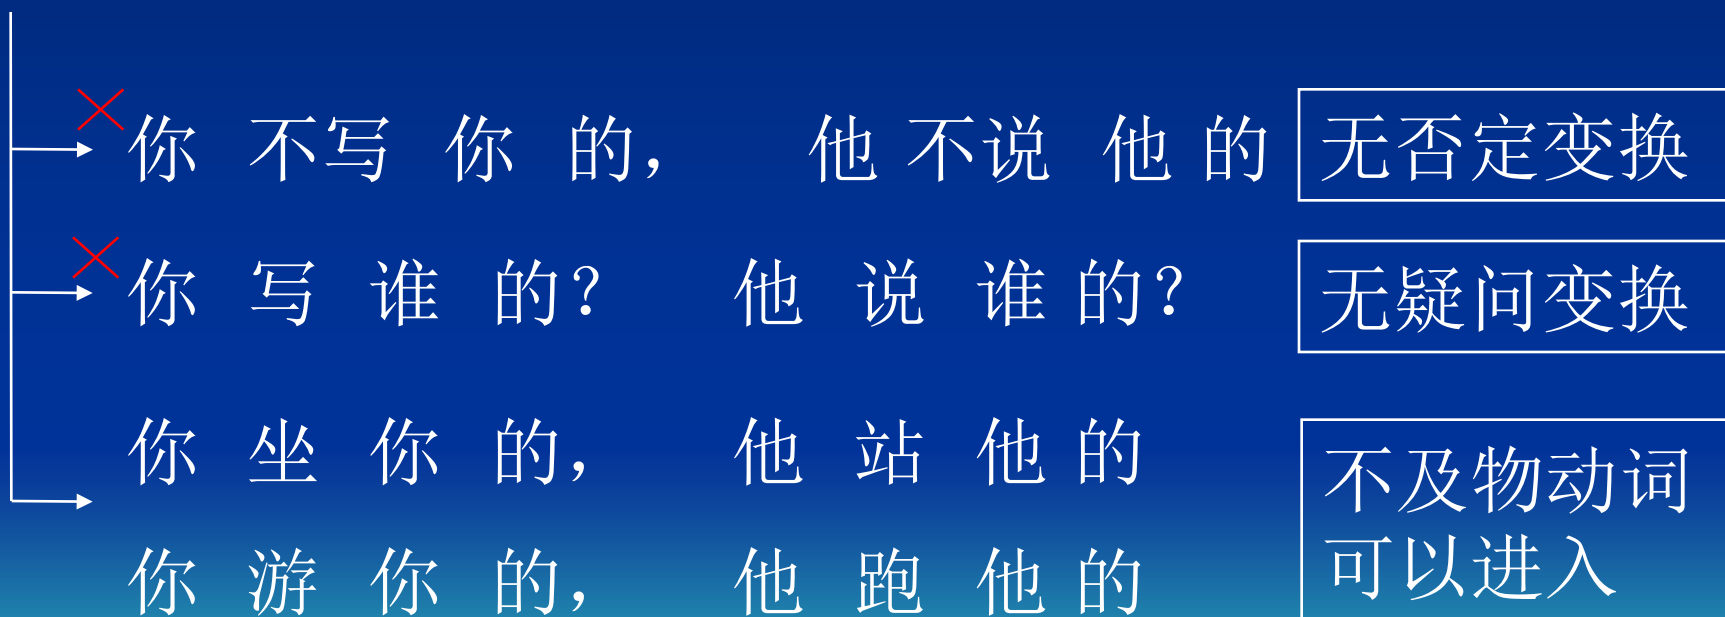 你 不写 你 的， 他 不说 他 的 无否定变换
你 写 谁 的？ 他 说 谁 的？ 无疑问变换
你 坐 你 的， 他 站 他 的 不及物动词
你 游 你 的， 他 跑 他 的 可以进入